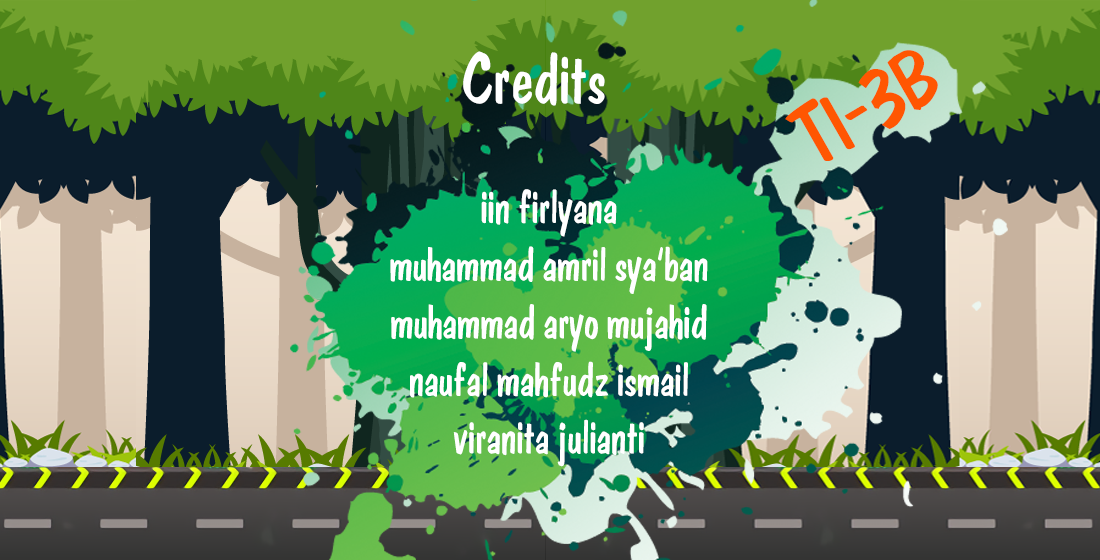 Credits
TI-3B
iin firlyana
muhammad amril sya'ban
muhammad aryo mujahid
naufal mahfudz ismail
viranita julianti